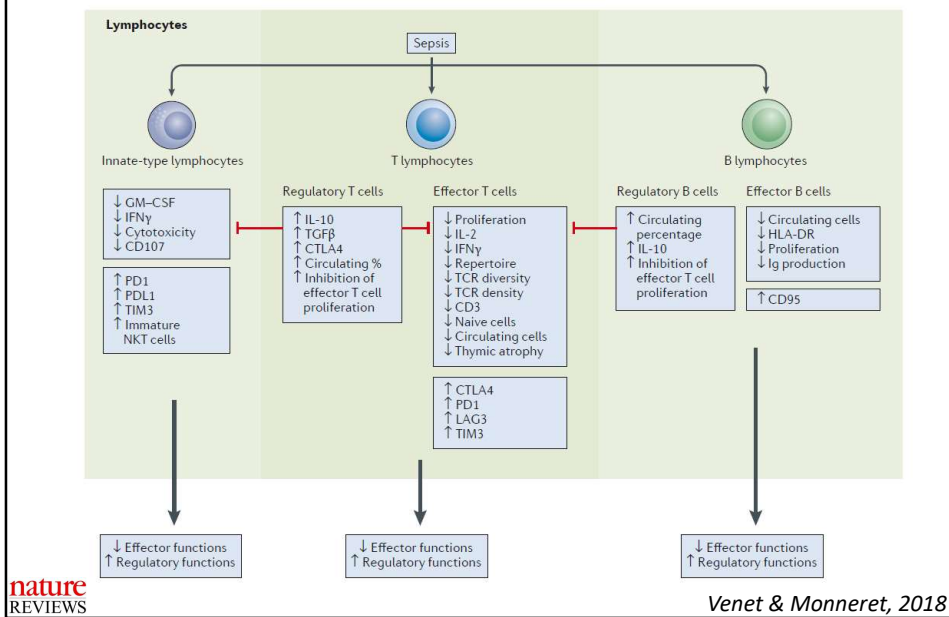 Lymphocytes
Sepsis
Innate-type lymphocytes
T lymphocytes
B lymphocytes
↓ GM–CSF
↓ IFNγ
↓ Cytotoxicity
↓ CD107
↑ PD1
↑ PDL1
↑ TIM3
↑ Immature
NKT cells
Regulatory T cells
↑ IL-10
↑ TGFβ
↑ CTLA4
↑ Circulating %
↑ Inhibition of
effector T cell
proliferation
Effector T cells
↓ Proliferation
↓ IL-2
↓ IFNγ
↓ Repertoire
↓ TCR diversity
↓ TCR density
↓ CD3
↓ Naive cells
↓ Circulating cells
↓ Thymic atrophy
↑ CTLA4
↑ PD1
↑ LAG3
↑ TIM3
Regulatory B cells
↑ Circulating
percentage
↑ IL-10
↑ Inhibition of
effector T cell
proliferation
Effector B cells
↓ Circulating cells
↓ HLA-DR
↓ Proliferation
↓ Ig production
↑ CD95
↓ Effector functions
↑ Regulatory functions
↓ Effector functions
↑ Regulatory functions
↓ Effector functions
↑ Regulatory functions
nature
REVIEWS
Venet & Monneret, 2018